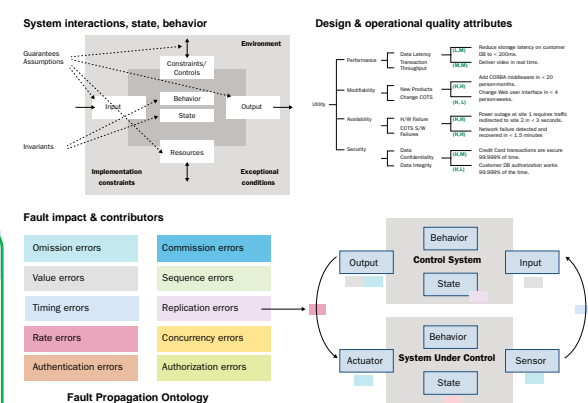 System interactions, state, behavior
Guarantees
Assumptions
Environment
Constraints/
Controls
Input
Behavior
State
Output
Invariants
Resources
Implementation
constraints
Exceptional
conditions
Design & operational quality attributes
Utility
Performance
Data Latency
Transaction
Throughput
(L,M)
(M,M)
Reduce storage latency on customer
DB to < 200ms.
Deliver video in real time.
Modifiability
New Products
Change COTS
(H,H)
(H, L)
Add CORBA middleware in < 20
person-months.
Change Web user interface in < 4
person-weeks.
Availability
H/W Failure
COTS S/W
Failures
(H,H)
(H,H)
Power outage at site 1 requires traffic
redirected to site 2 in < 3 seconds.
Network failure detected and
recovered in < 1.5 minutes
Security
Data
Confidentiality
Data Integrity
(H,M)
(H,L)
Credit Card transactions are secure
99.999% of time.
Customer DB authorization works
99.999% of the time.
Fault impact & contributors
Omission errors
Commission errors
Value errors
Sequence errors
Timing errors
Replication errors
Rate errors
Concurrency errors
Authentication errors
Authorization errors
Fault Propagation Ontology
Behavior
Output
Control System
Input
State
Behavior
Actuator
System Under Control
Sensor
State